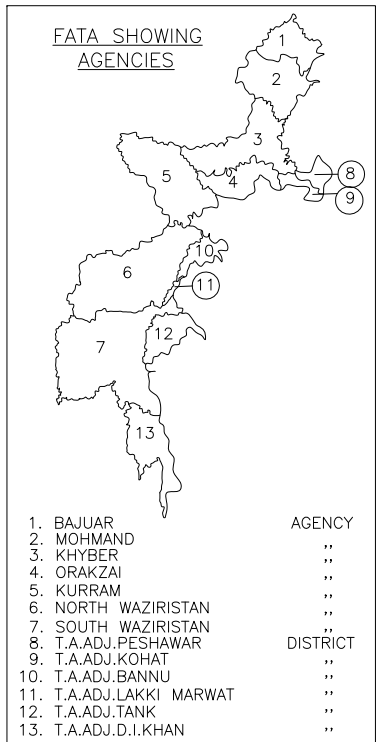 FATA SHOWING
AGENCIES
1
2
3
8
5
4
9
10
6
11
12
7
13
1. BAJUAR AGENCY
2. MOHMAND ,,
3. KHYBER ,,
4. ORAKZAI ,,
5. KURRAM ,,
6. NORTH WAZIRISTAN ,,
7. SOUTH WAZIRISTAN ,,
8. T.A.ADJ.PESHAWAR DISTRICT
9. T.A.ADJ.KOHAT ,,
10. T.A.ADJ.BANNU ,,
11. T.A.ADJ.LAKKI MARWAT ,,
12. T.A.ADJ.TANK ,,
13. T.A.ADJ.D.I.KHAN ,,